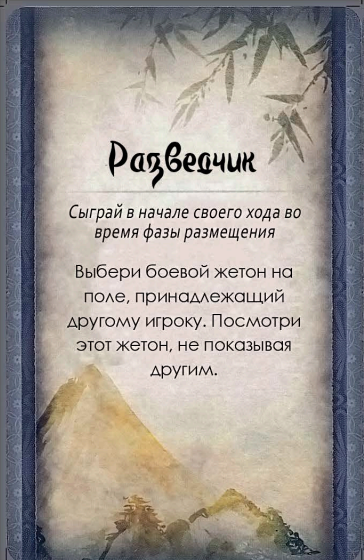 Разведчик
Сыграй в начале своего хода во
время фазы размещения
Выбери боевой жетон на
поле, принадлежащий
другому игроку. Посмотри
этот жетон, не показывая
другим.